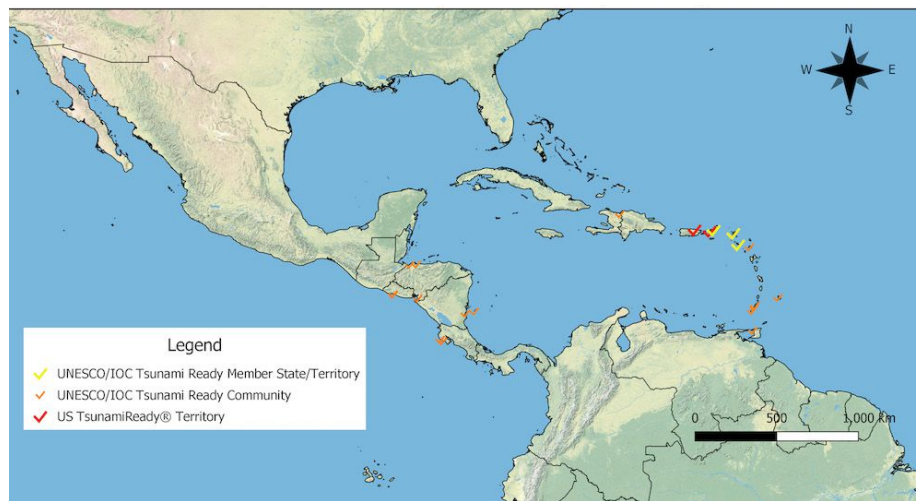 N
W E
S
Legend
UNESCO/IOC Tsunami Ready Member State/Territory
UNESCO/IOC Tsunami Ready Community
US TsunamiReady® Territory
0 500 1,000 km